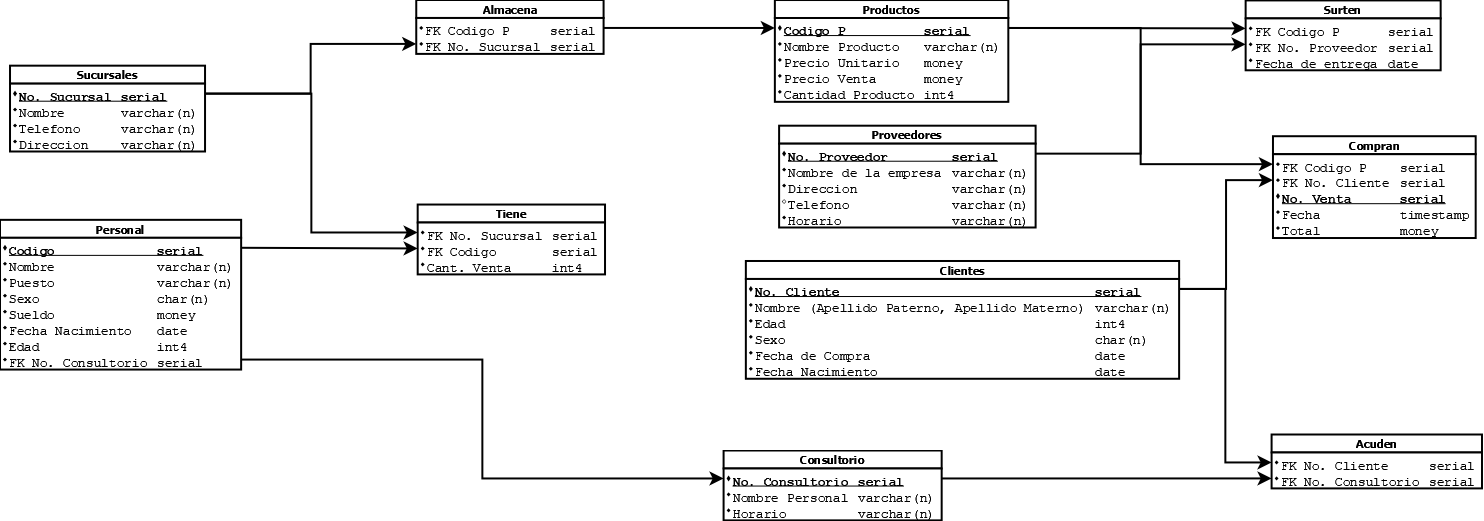 Almacena
FK Codigo P serial
FK No. Sucursal serial
Productos
Codigo P serial
Nombre Producto varchar(n)
Precio Unitario money
Precio Venta money
Cantidad Producto int4
Surten
FK Codigo P serial
FK No. Proveedor serial
Fecha de entrega date
Sucursales
No. Sucursal serial
Nombre varchar(n)
Telefono varchar(n)
Direccion varchar(n)
Proveedores
No. Proveedor serial
Nombre de la empresa varchar(n)
Direccion varchar(n)
Telefono varchar(n)
Horario varchar(n)
Compran
FK Codigo P serial
FK No. Cliente serial
No. Venta serial
Fecha timestamp
Total money
Personal
Codigo serial
Nombre varchar(n)
Puesto varchar(n)
Sexo char(n)
Sueldo money
Fecha Nacimiento date
Edad int4
FK No. Consultorio serial
Tiene
FK No. Sucursal serial
FK Codigo serial
Cant. Venta int4
Clientes
No. Cliente serial
Nombre (Apellido Paterno, Apellido Materno) varchar(n)
Edad int4
Sexo char(n)
Fecha de Compra date
Fecha Nacimiento date
Consultorio
No. Consultorio serial
Nombre Personal varchar(n)
Horario varchar(n)
Acuden
FK No. Cliente serial
FK No. Consultorio serial